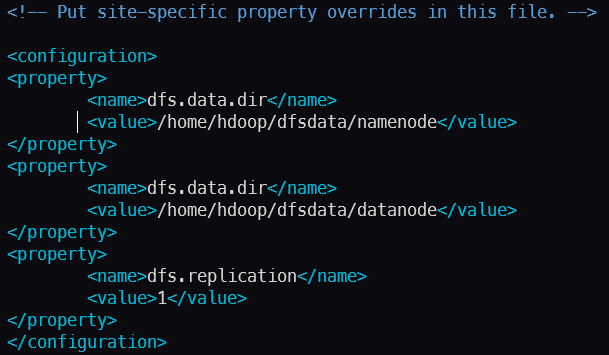 <!-- Put site-specific property overrides in this file. -->

<configuration>
<property>
        <name>dfs.data.dir</name>
        <value>/home/hdoop/dfsdata/namenode</value>
</property>
<property>
        <name>dfs.data.dir</name>
        <value>/home/hdoop/dfsdata/datanode</value>
</property>
<property>
        <name>dfs.replication</name>
        <value>1</value>
</property>
</configuration>